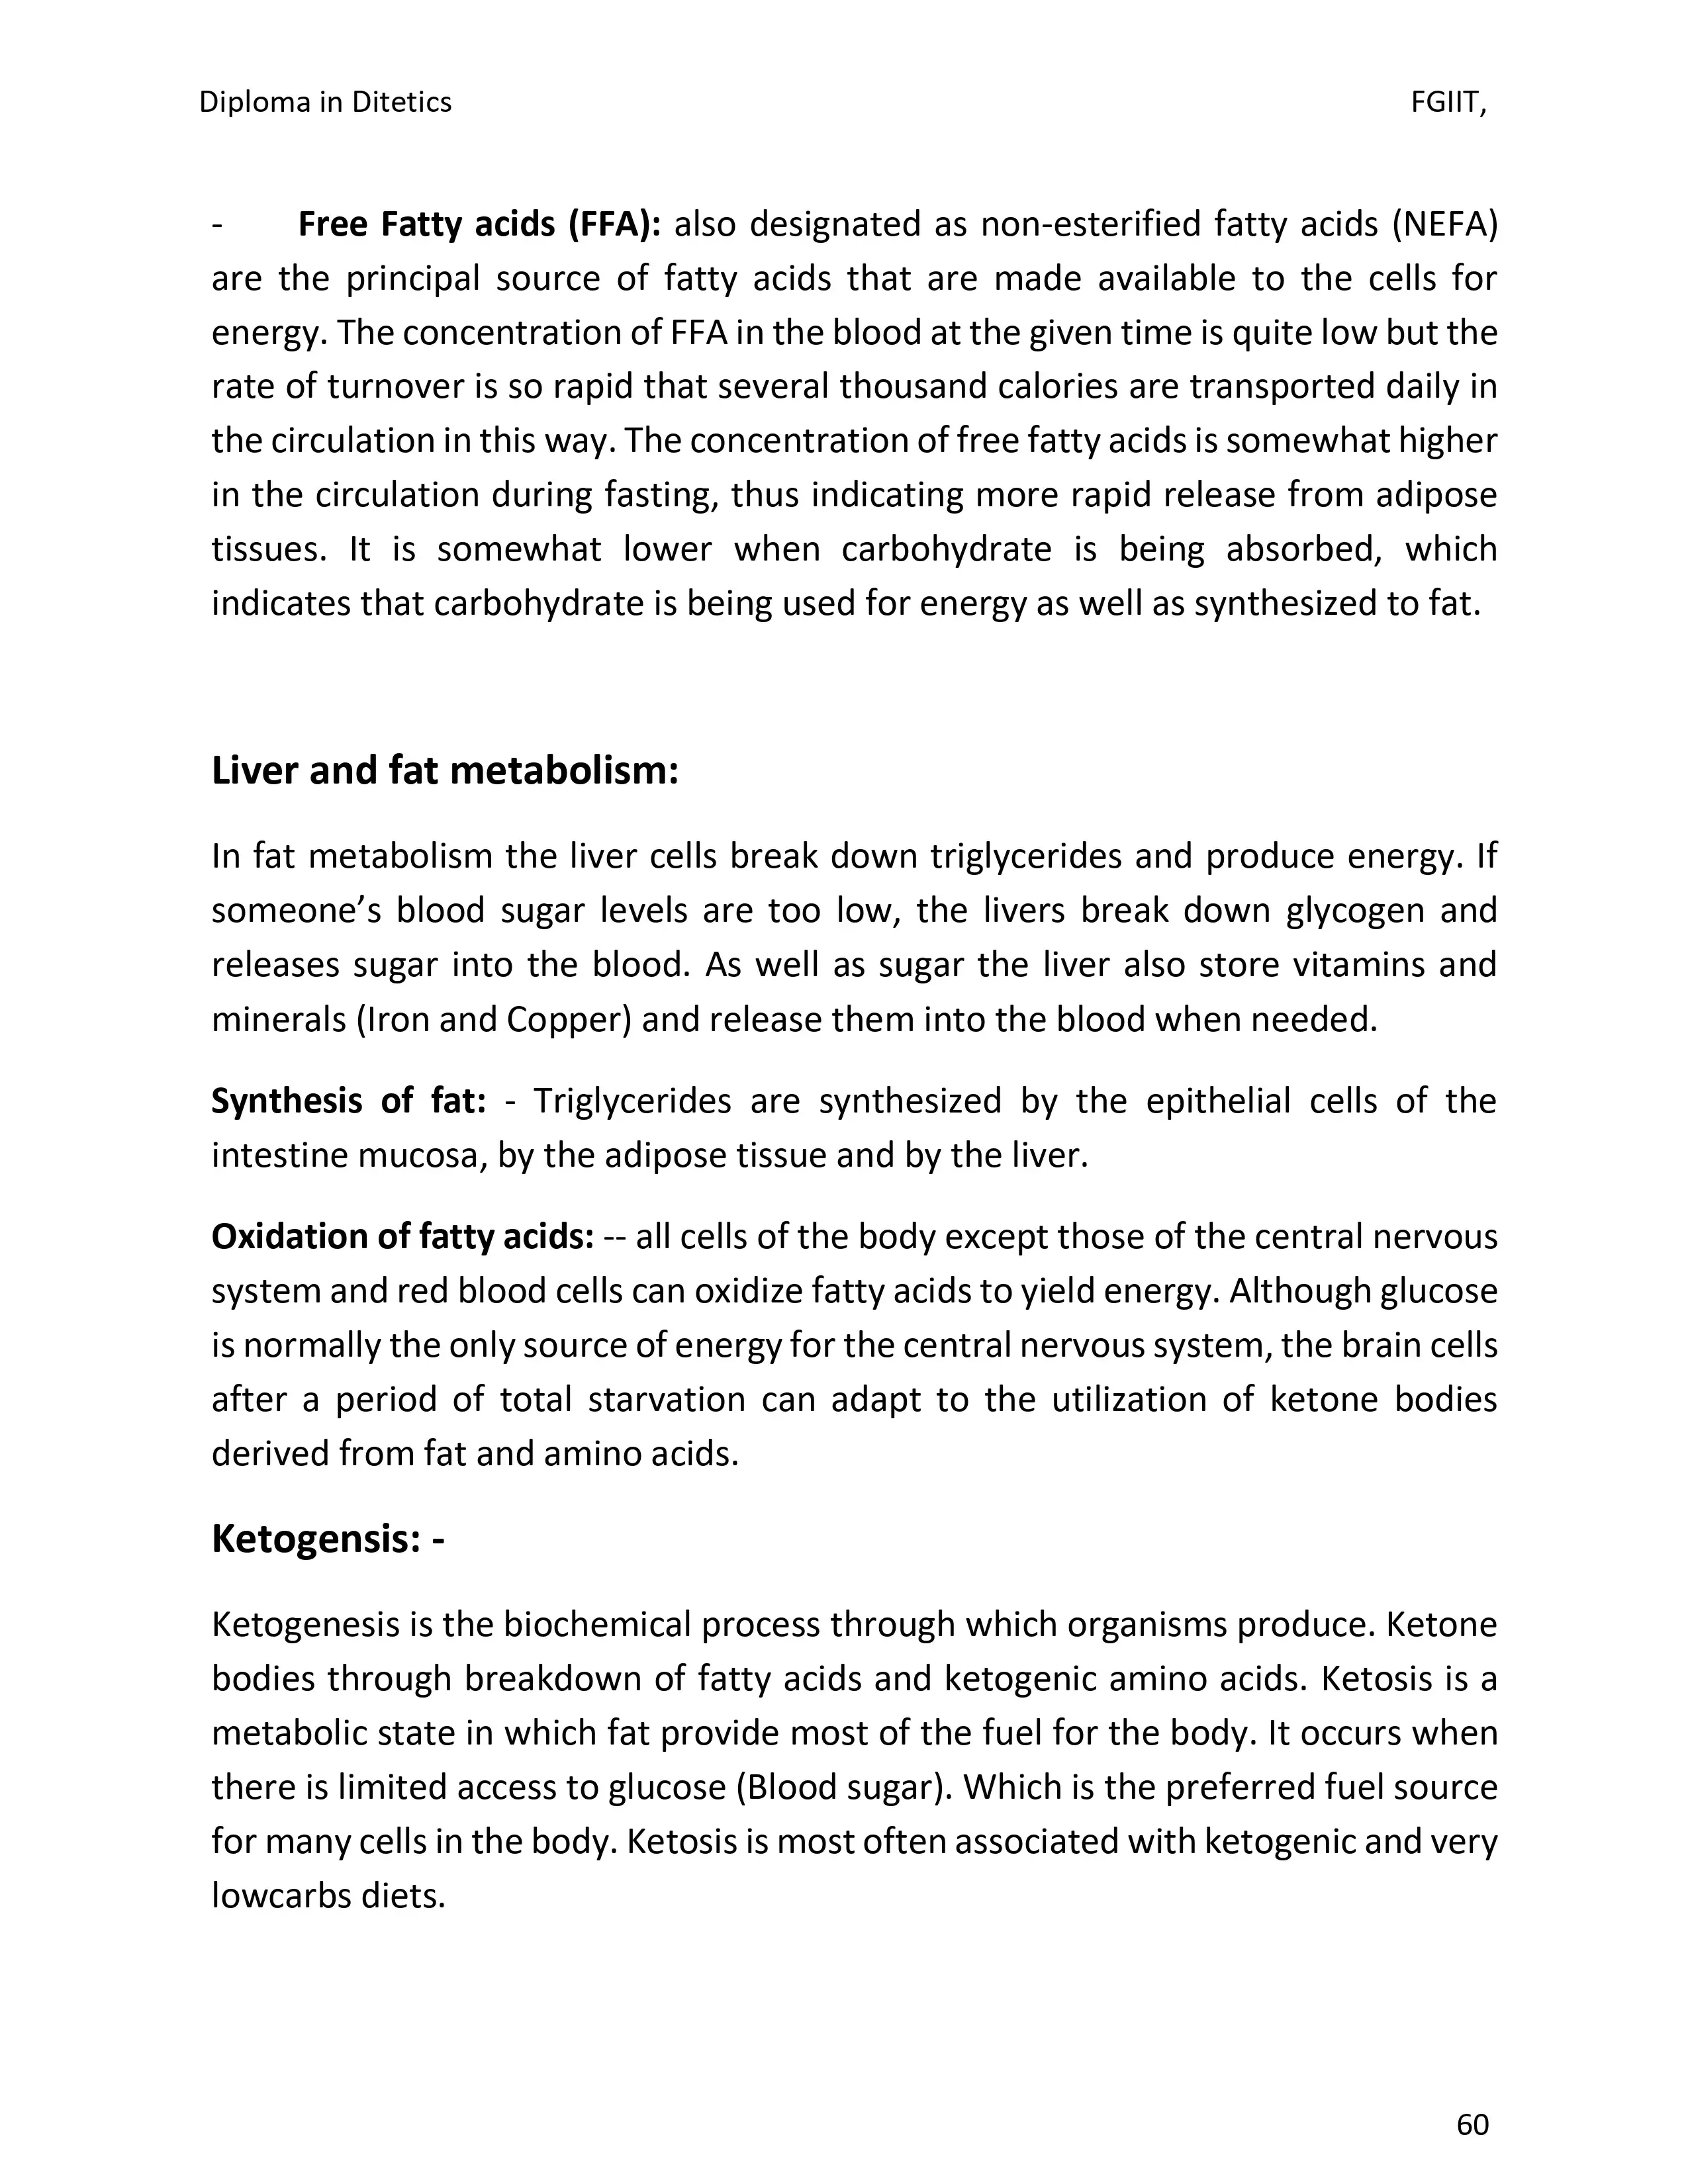 Diploma in Ditetics FGIIT,
- Free Fatty acids (FFA): also designated as non-esterified fatty acids (NEFA)
are the principal source of fatty acids that are made available to the cells for
energy. The concentration of FFA in the blood at the given time is quite low but the
rate of turnover is so rapid that several thousand calories are transported daily in
the circulation in this way. The concentration of free fatty acids is somewhat higher
in the circulation during fasting, thus indicating more rapid release from adipose
tissues. It is somewhat lower when carbohydrate is being absorbed, which
indicates that carbohydrate is being used for energy as well as synthesized to fat.
Liver and fat metabolism:
In fat metabolism the liver cells break down triglycerides and produce energy. If
someone’s blood sugar levels are too low, the livers break down glycogen and
releases sugar into the blood. As well as sugar the liver also store vitamins and
minerals (Iron and Copper) and release them into the blood when needed.
Synthesis of fat: - Triglycerides are synthesized by the epithelial cells of the
intestine mucosa, by the adipose tissue and by the liver.
Oxidation of fatty acids: -- all cells of the body except those of the central nervous
system and red blood cells can oxidize fatty acids to yield energy. Although glucose
is normally the only source of energy for the central nervous system, the brain cells
after a period of total starvation can adapt to the utilization of ketone bodies
derived from fat and amino acids.
Ketogensis: -
Ketogenesis is the biochemical process through which organisms produce. Ketone
bodies through breakdown of fatty acids and ketogenic amino acids. Ketosis is a
metabolic state in which fat provide most of the fuel for the body. It occurs when
there is limited access to glucose (Blood sugar). Which is the preferred fuel source
for many cells in the body. Ketosis is most often associated with ketogenic and very
lowcarbs diets.
60